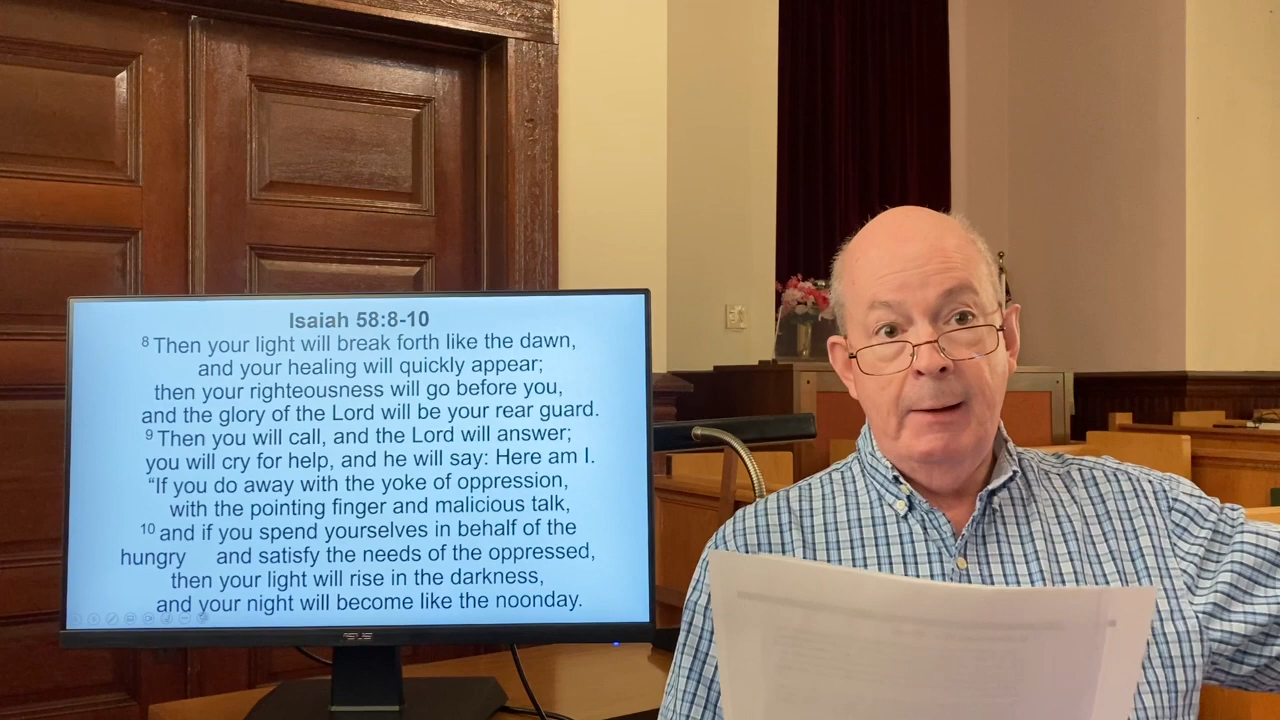 Isaiah 58:8-10
8 Then your light will break forth like the dawn,
and your healing will quickly appear;
then your righteousness will go before you,
and the glory of the Lord will be your rear guard.
9 Then you will call, and the Lord will answer;
you will cry for help, and he will say: Here am I.
“If you do away with the yoke of oppression,
with the pointing finger and malicious talk,
10 and if you spend yourselves in behalf of the
hungry and satisfy the needs of the oppressed,
then your light will rise in the darkness,
and your night will become like the noonday.
ASUS